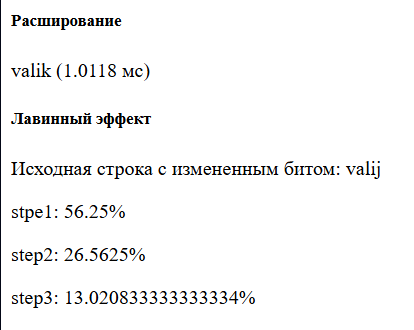 Расширование
valik (1.0118 мс)
Лавинный эффект
Исходная строка с измененным битом: valij
stpe1: 56.25%
step2: 26.5625%
step3: 13.020833333333334%